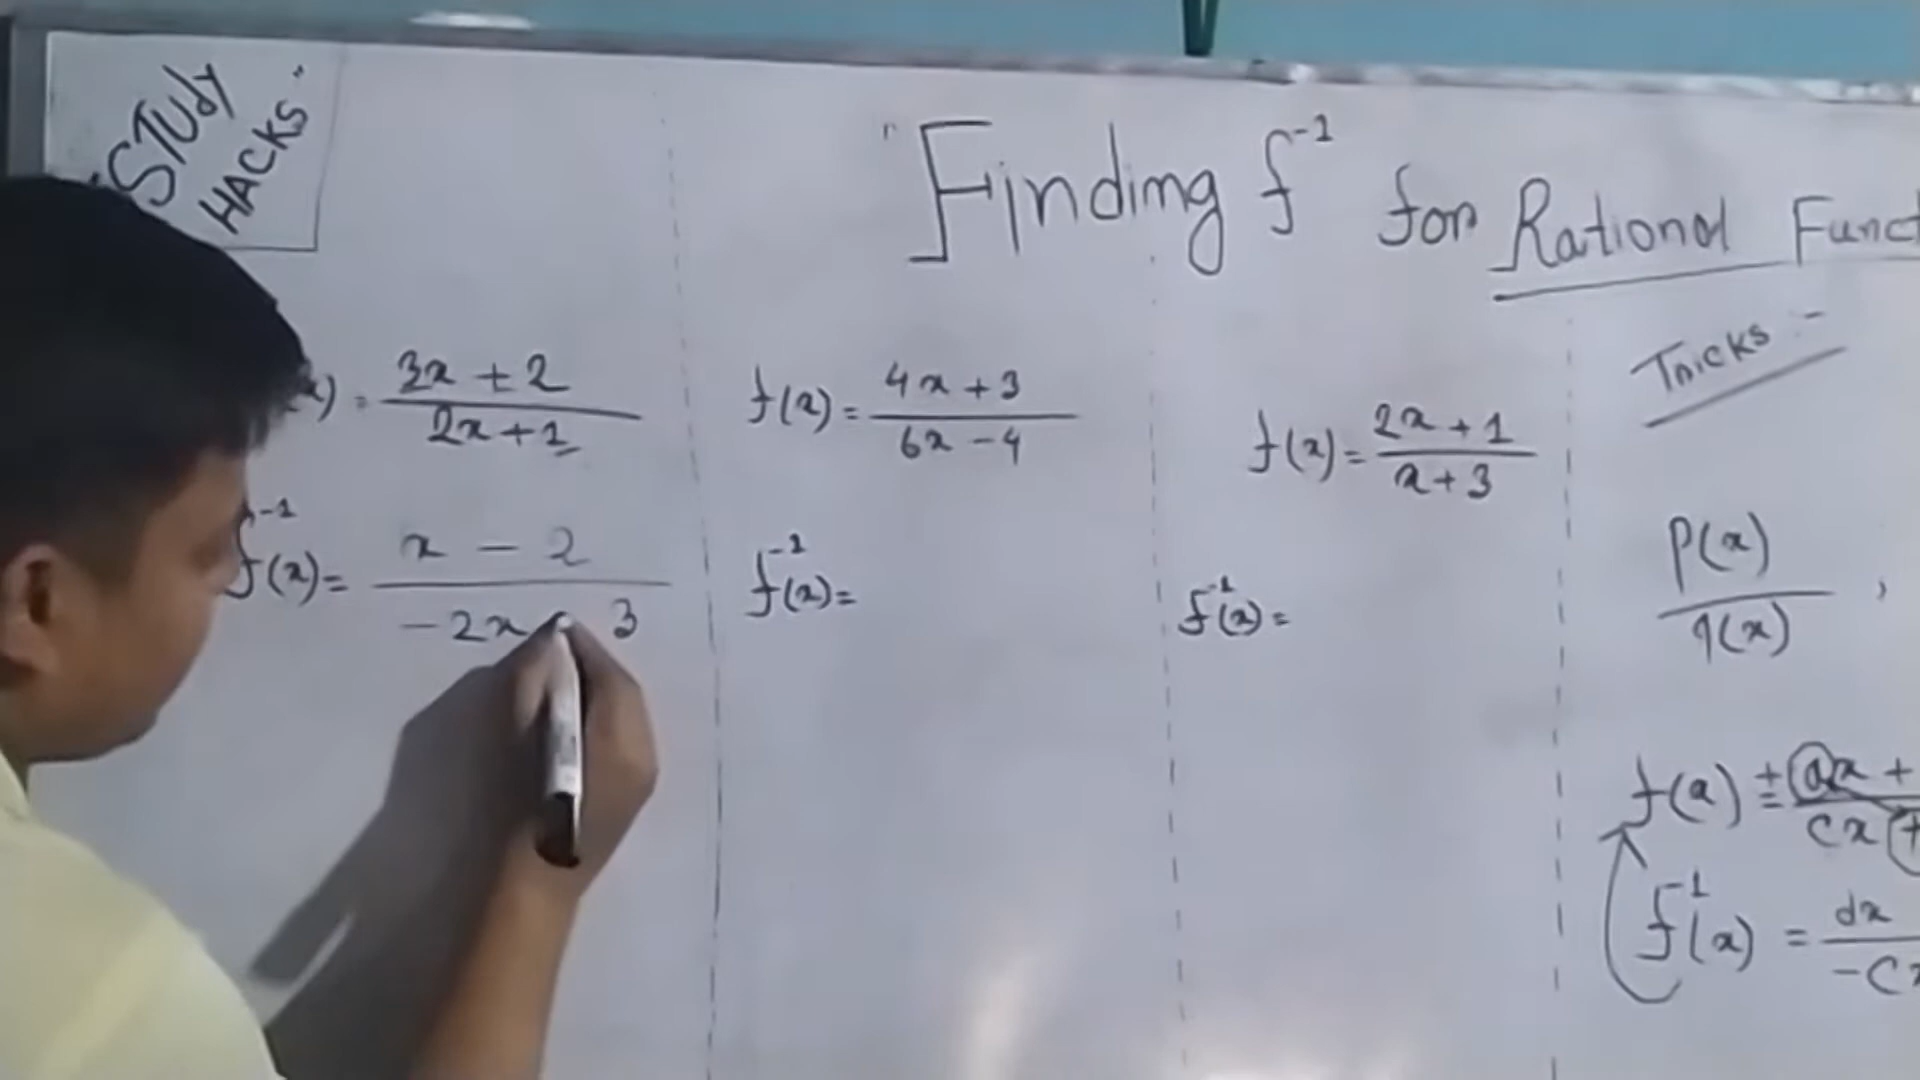 STUdy
HACKS"
"Finding f⁻¹ for Rational Funct
(x) = 3x + 2 / 2x + 1
f⁻¹(x) = x - 2 / -2x 3
f(x) = 4x + 3 / 6x - 4
f⁻¹(x) =
f(x) = 2x + 1 / x + 3
f⁻¹(x) =
Tricks :-
P(x) / q(x) ,
f(x) = ax + / cx +
f⁻¹(x) = dx / -cx